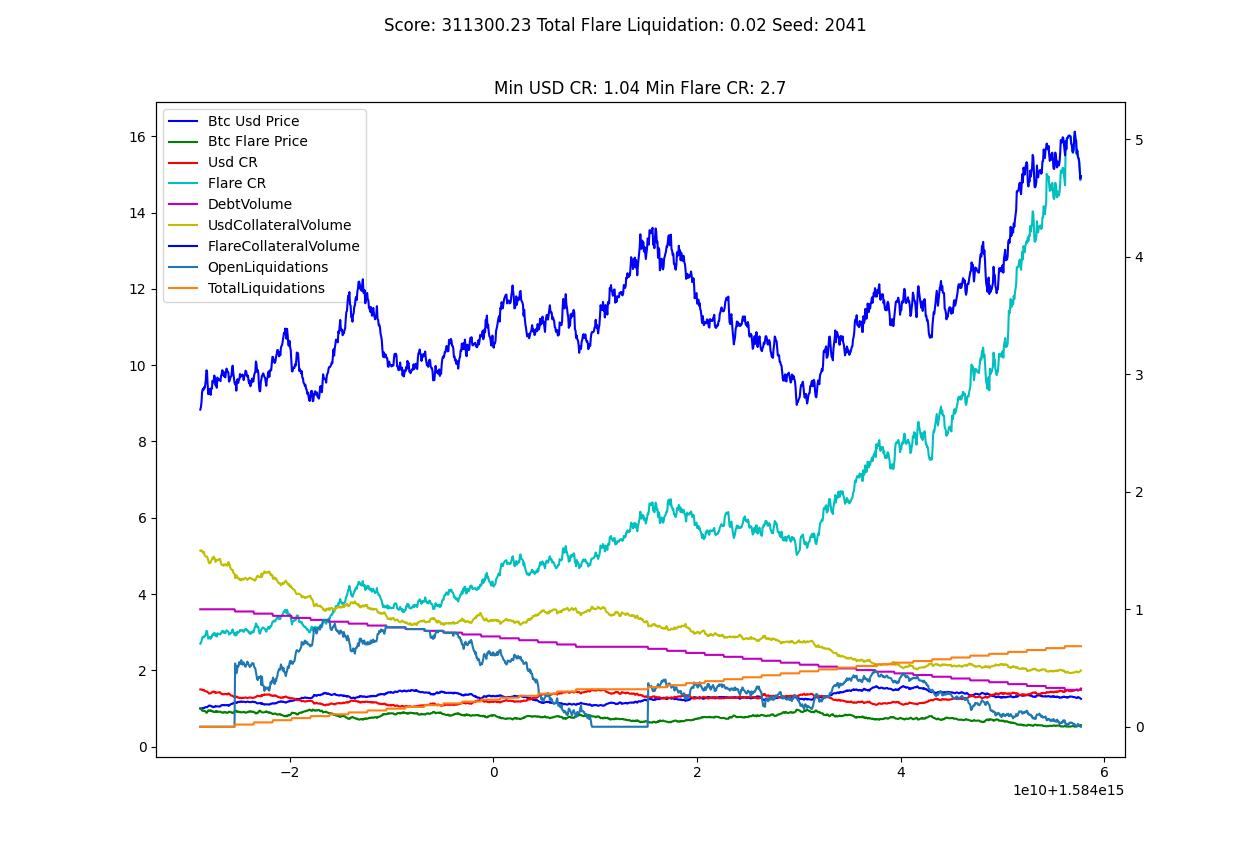 Score: 311300.23 Total Flare Liquidation: 0.02 Seed: 2041
Min USD CR: 1.04 Min Flare CR: 2.7
Btc Usd Price
Btc Flare Price
Usd CR
Flare CR
DebtVolume
UsdCollateralVolume
FlareCollateralVolume
OpenLiquidations
TotalLiquidations
16
14
12
10
8
6
4
2
0
5
4
3
2
1
0
−2
0
2
4
6
1e10+1.584e15